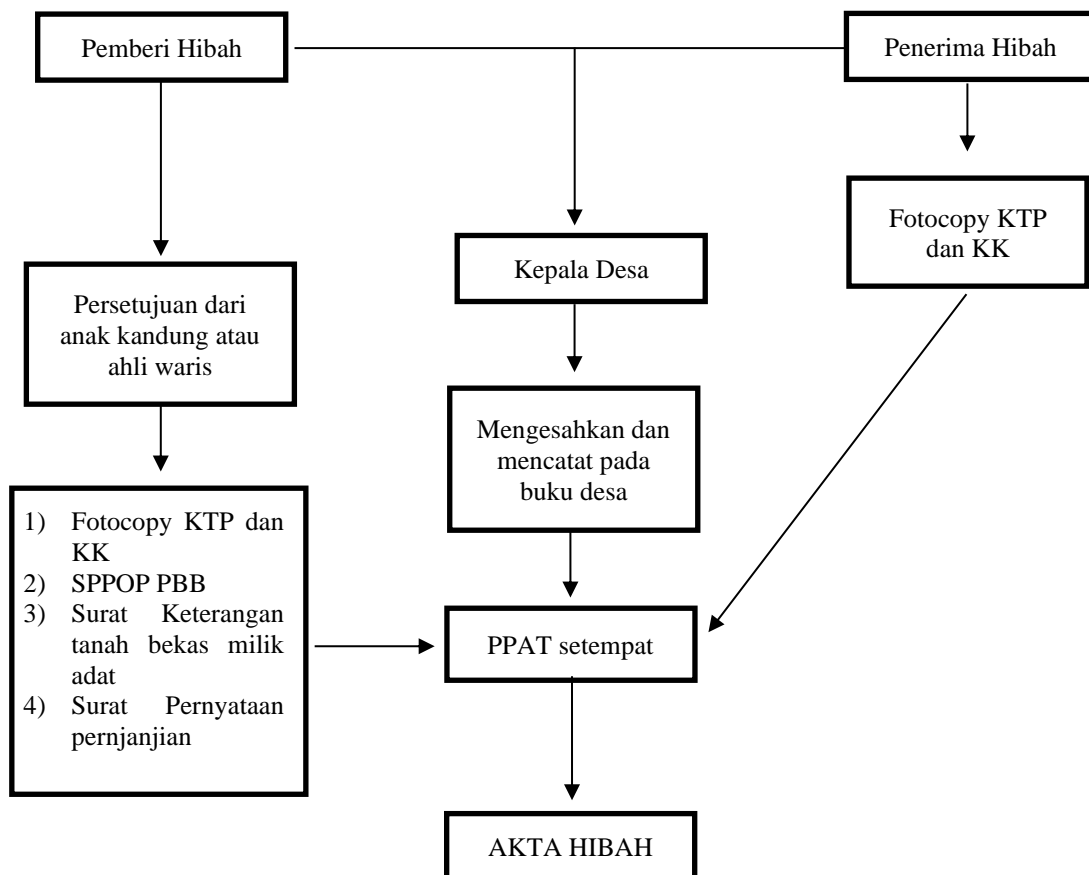 Pemberi Hibah
Penerima Hibah
Fotocopy KTP
dan KK
Kepala Desa
Persetujuan dari
anak kandung atau
ahli waris
Mengesahkan dan
mencatat pada
buku desa
1) Fotocopy KTP dan
KK
2) SPPOP PBB
3) Surat Keterangan
tanah bekas milik
adat
4) Surat Pernyataan
pernjanjian
PPAT setempat
AKTA HIBAH